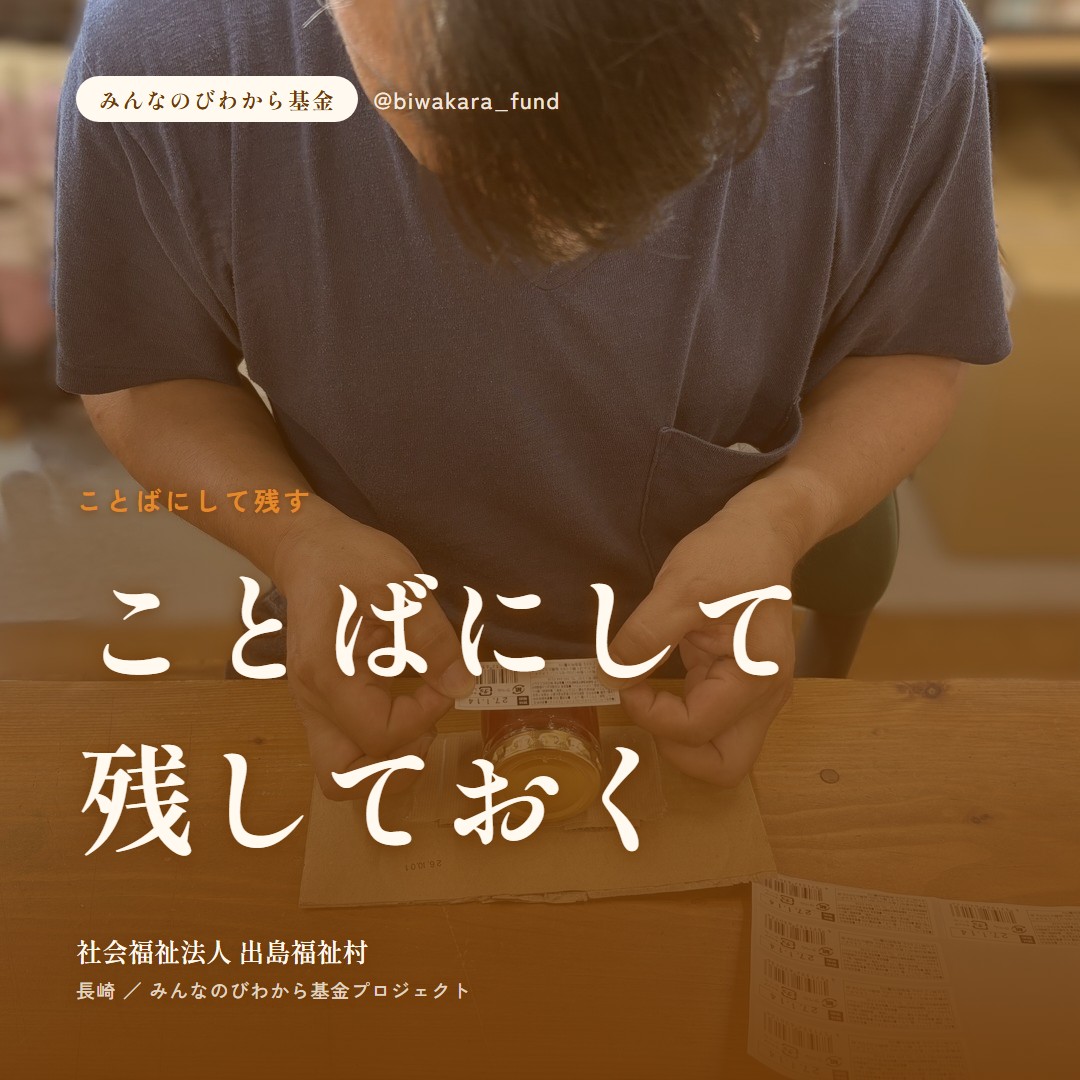 みんなのびわから基金 @biwakara_fund
ことばにして残す
ことばにして
残しておく
社会福祉法人 出島福祉村
長崎 ／ みんなのびわから基金プロジェクト